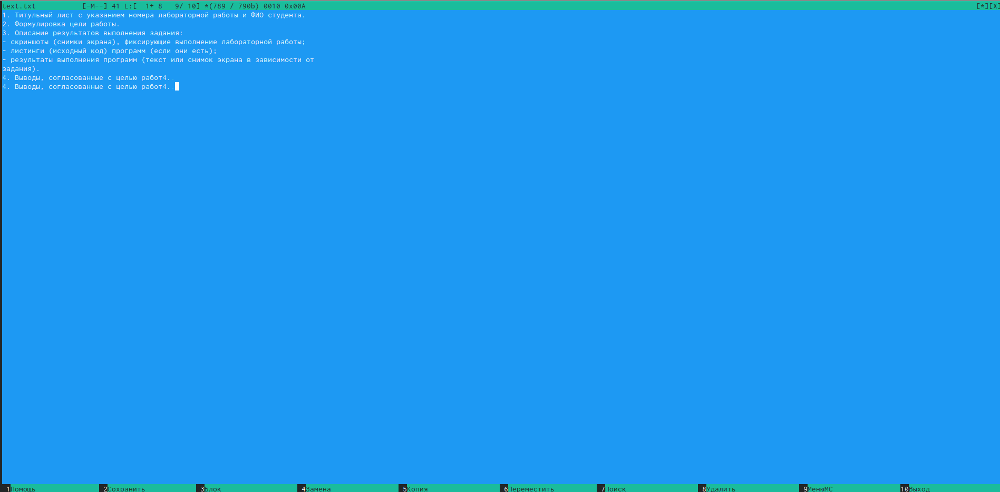 text.txt [-M--] 41 L:[ 1+ 8 9/ 10] *(789 / 790b) 0010 0x00A [*][X]
1. Титульный лист с указанием номера лабораторной работы и ФИО студента.
2. Формулировка цели работы.
3. Описание результатов выполнения задания:
- скриншоты (снимки экрана), фиксирующие выполнение лабораторной работы;
- листинги (исходный код) программ (если они есть);
- результаты выполнения программ (текст или снимок экрана в зависимости от
задания).
4. Выводы, согласованные с целью работ4.
4. Выводы, согласованные с целью работ4.
1Помощь 2Сохранить 3Блок 4Замена 5Копия 6Переместить 7Поиск 8Удалить 9МенюMC 10Выход